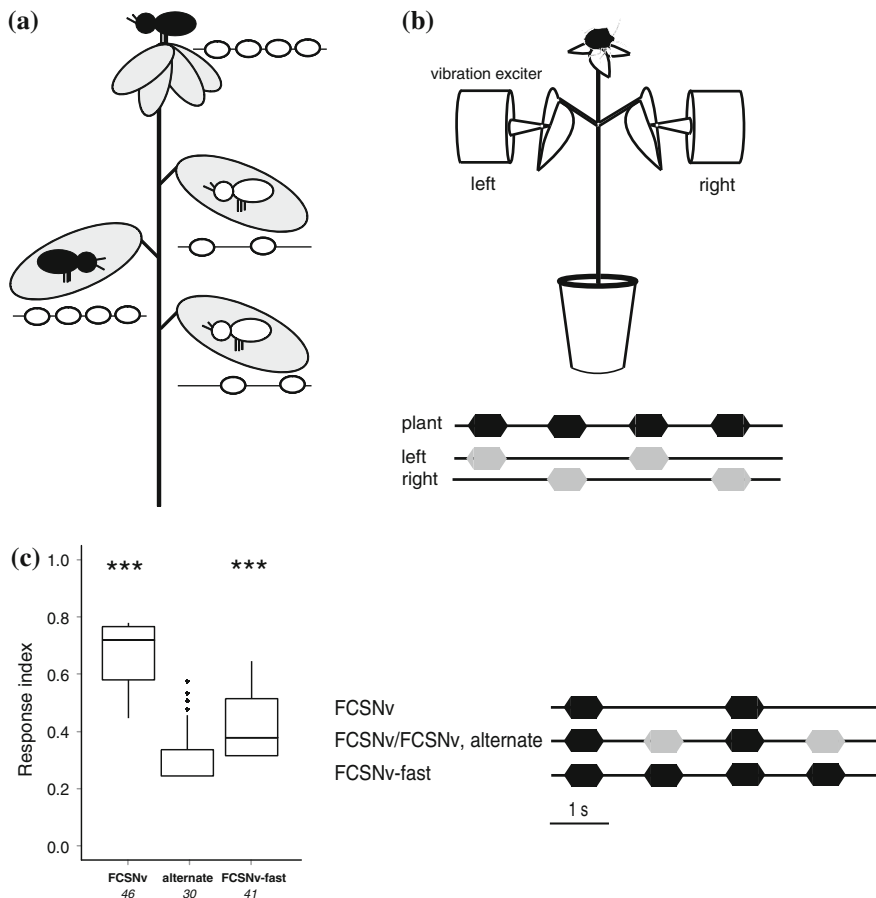 (a)
(b)
vibration exciter
left
right
plant
left
right
(c)
Response index
1.0
0.8
0.6
0.4
0.2
0.0
***
***
FCSNv
alternate
FCSNv-fast
46
30
41
FCSNv
FCSNv/FCSNv, alternate
FCSNv-fast
1 s